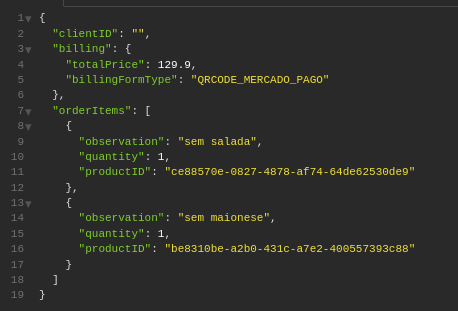 1 {
2 "clientID": "",
3 "billing": {
4 "totalPrice": 129.9,
5 "billingFormType": "QRCODE_MERCADO_PAGO"
6 },
7 "orderItems": [
8 {
9 "observation": "sem salada",
10 "quantity": 1,
11 "productID": "ce88570e-0827-4878-af74-64de62530de9"
12 },
13 {
14 "observation": "sem maionese",
15 "quantity": 1,
16 "productID": "be8310be-a2b0-431c-a7e2-400557393c88"
17 }
18 ]
19 }